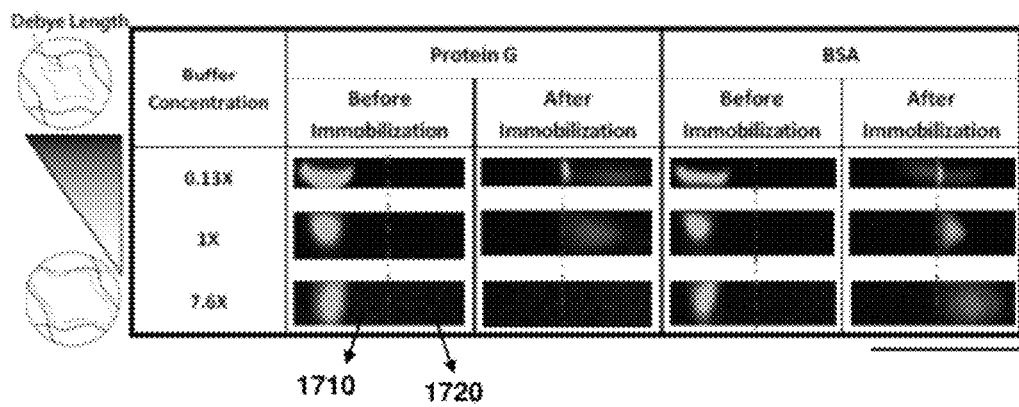 Debye Length
Protein G
BSA
Buffer
Concentration
Before
Immobilization
After
Immobilization
Before
Immobilization
After
Immobilization
0.13X
1X
7.6X
1710
1720